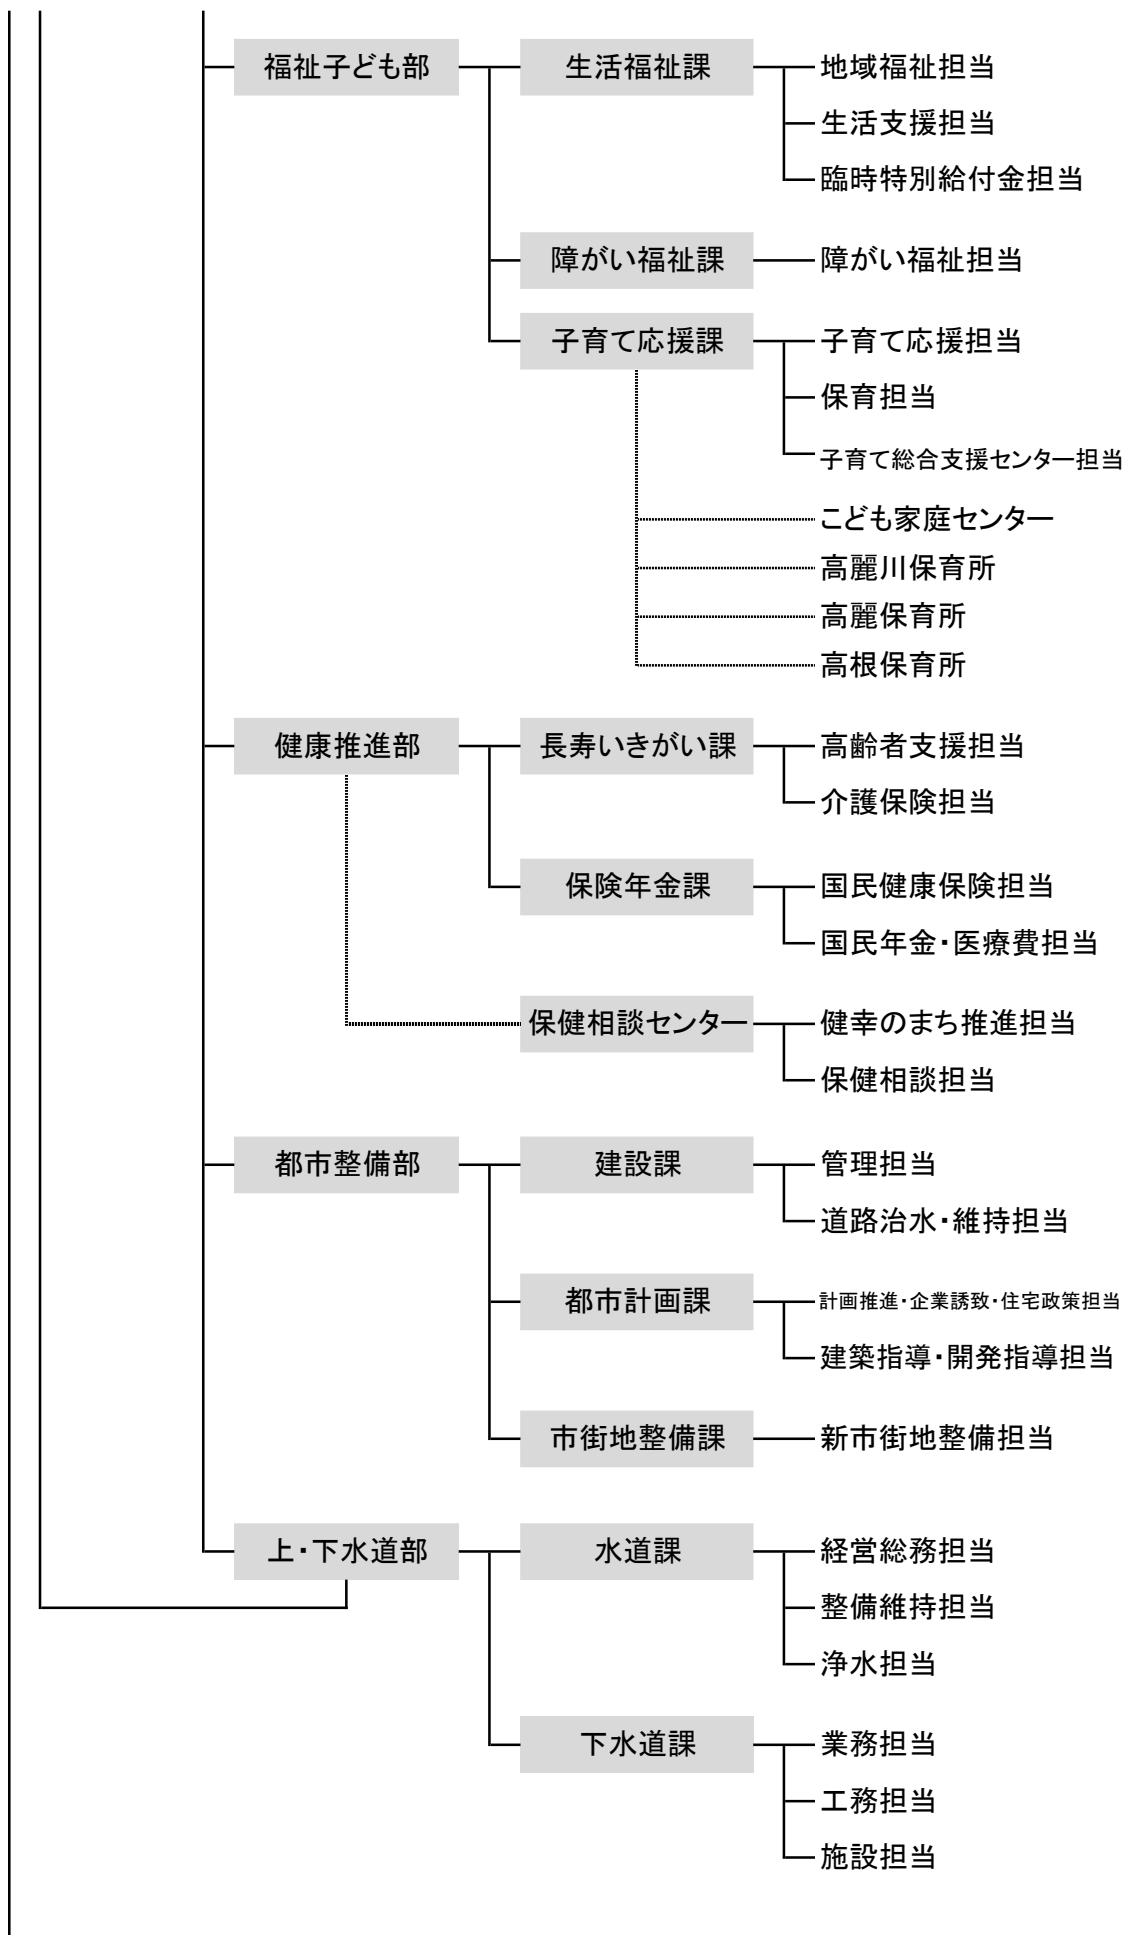 福祉子ども部 生活福祉課 地域福祉担当
生活支援担当
臨時特別給付金担当
障がい福祉課 障がい福祉担当
子育て応援課 子育て応援担当
保育担当
子育て総合支援センター担当
こども家庭センター
高麗川保育所
高麗保育所
高根保育所
健康推進部 長寿いきがい課 高齢者支援担当
介護保険担当
保険年金課 国民健康保険担当
国民年金・医療費担当
保健相談センター 健幸のまち推進担当
保健相談担当
都市整備部 建設課 管理担当
道路治水・維持担当
都市計画課 計画推進・企業誘致・住宅政策担当
建築指導・開発指導担当
市街地整備課 新市街地整備担当
上・下水道部 水道課 経営総務担当
整備維持担当
浄水担当
下水道課 業務担当
工務担当
施設担当